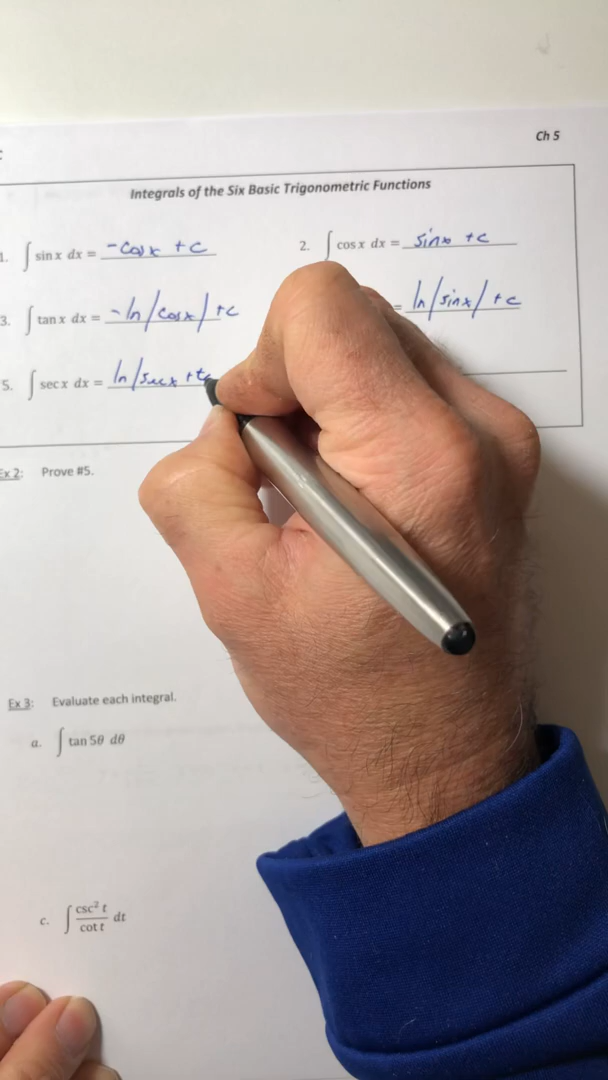 Ch 5
Integrals of the Six Basic Trigonometric Functions
1. ∫ sin x dx = -cos x + c
2. ∫ cos x dx = sin x + c
3. ∫ tan x dx = -ln|cos x| + c
= ln|sin x| + c
5. ∫ sec x dx = ln|sec x + t
Ex 2: Prove #5.
Ex 3: Evaluate each integral.
a. ∫ tan 5θ dθ
c. ∫ csc² t / cot t dt